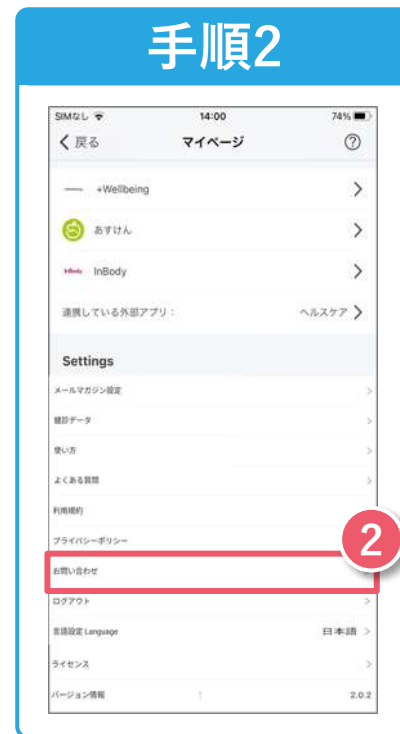 手順2
SIMなし 14:00 74%
戻る マイページ ?
+Wellbeing
あすけん
InBody InBody
連携している外部アプリ: ヘルスケア
Settings
メールマガジン設定
健診データ
使い方
よくある質問
利用規約
プライバシーポリシー
2
お問い合わせ
ログアウト
言語設定 Language 日本語
ライセンス
バージョン情報 2.0.2